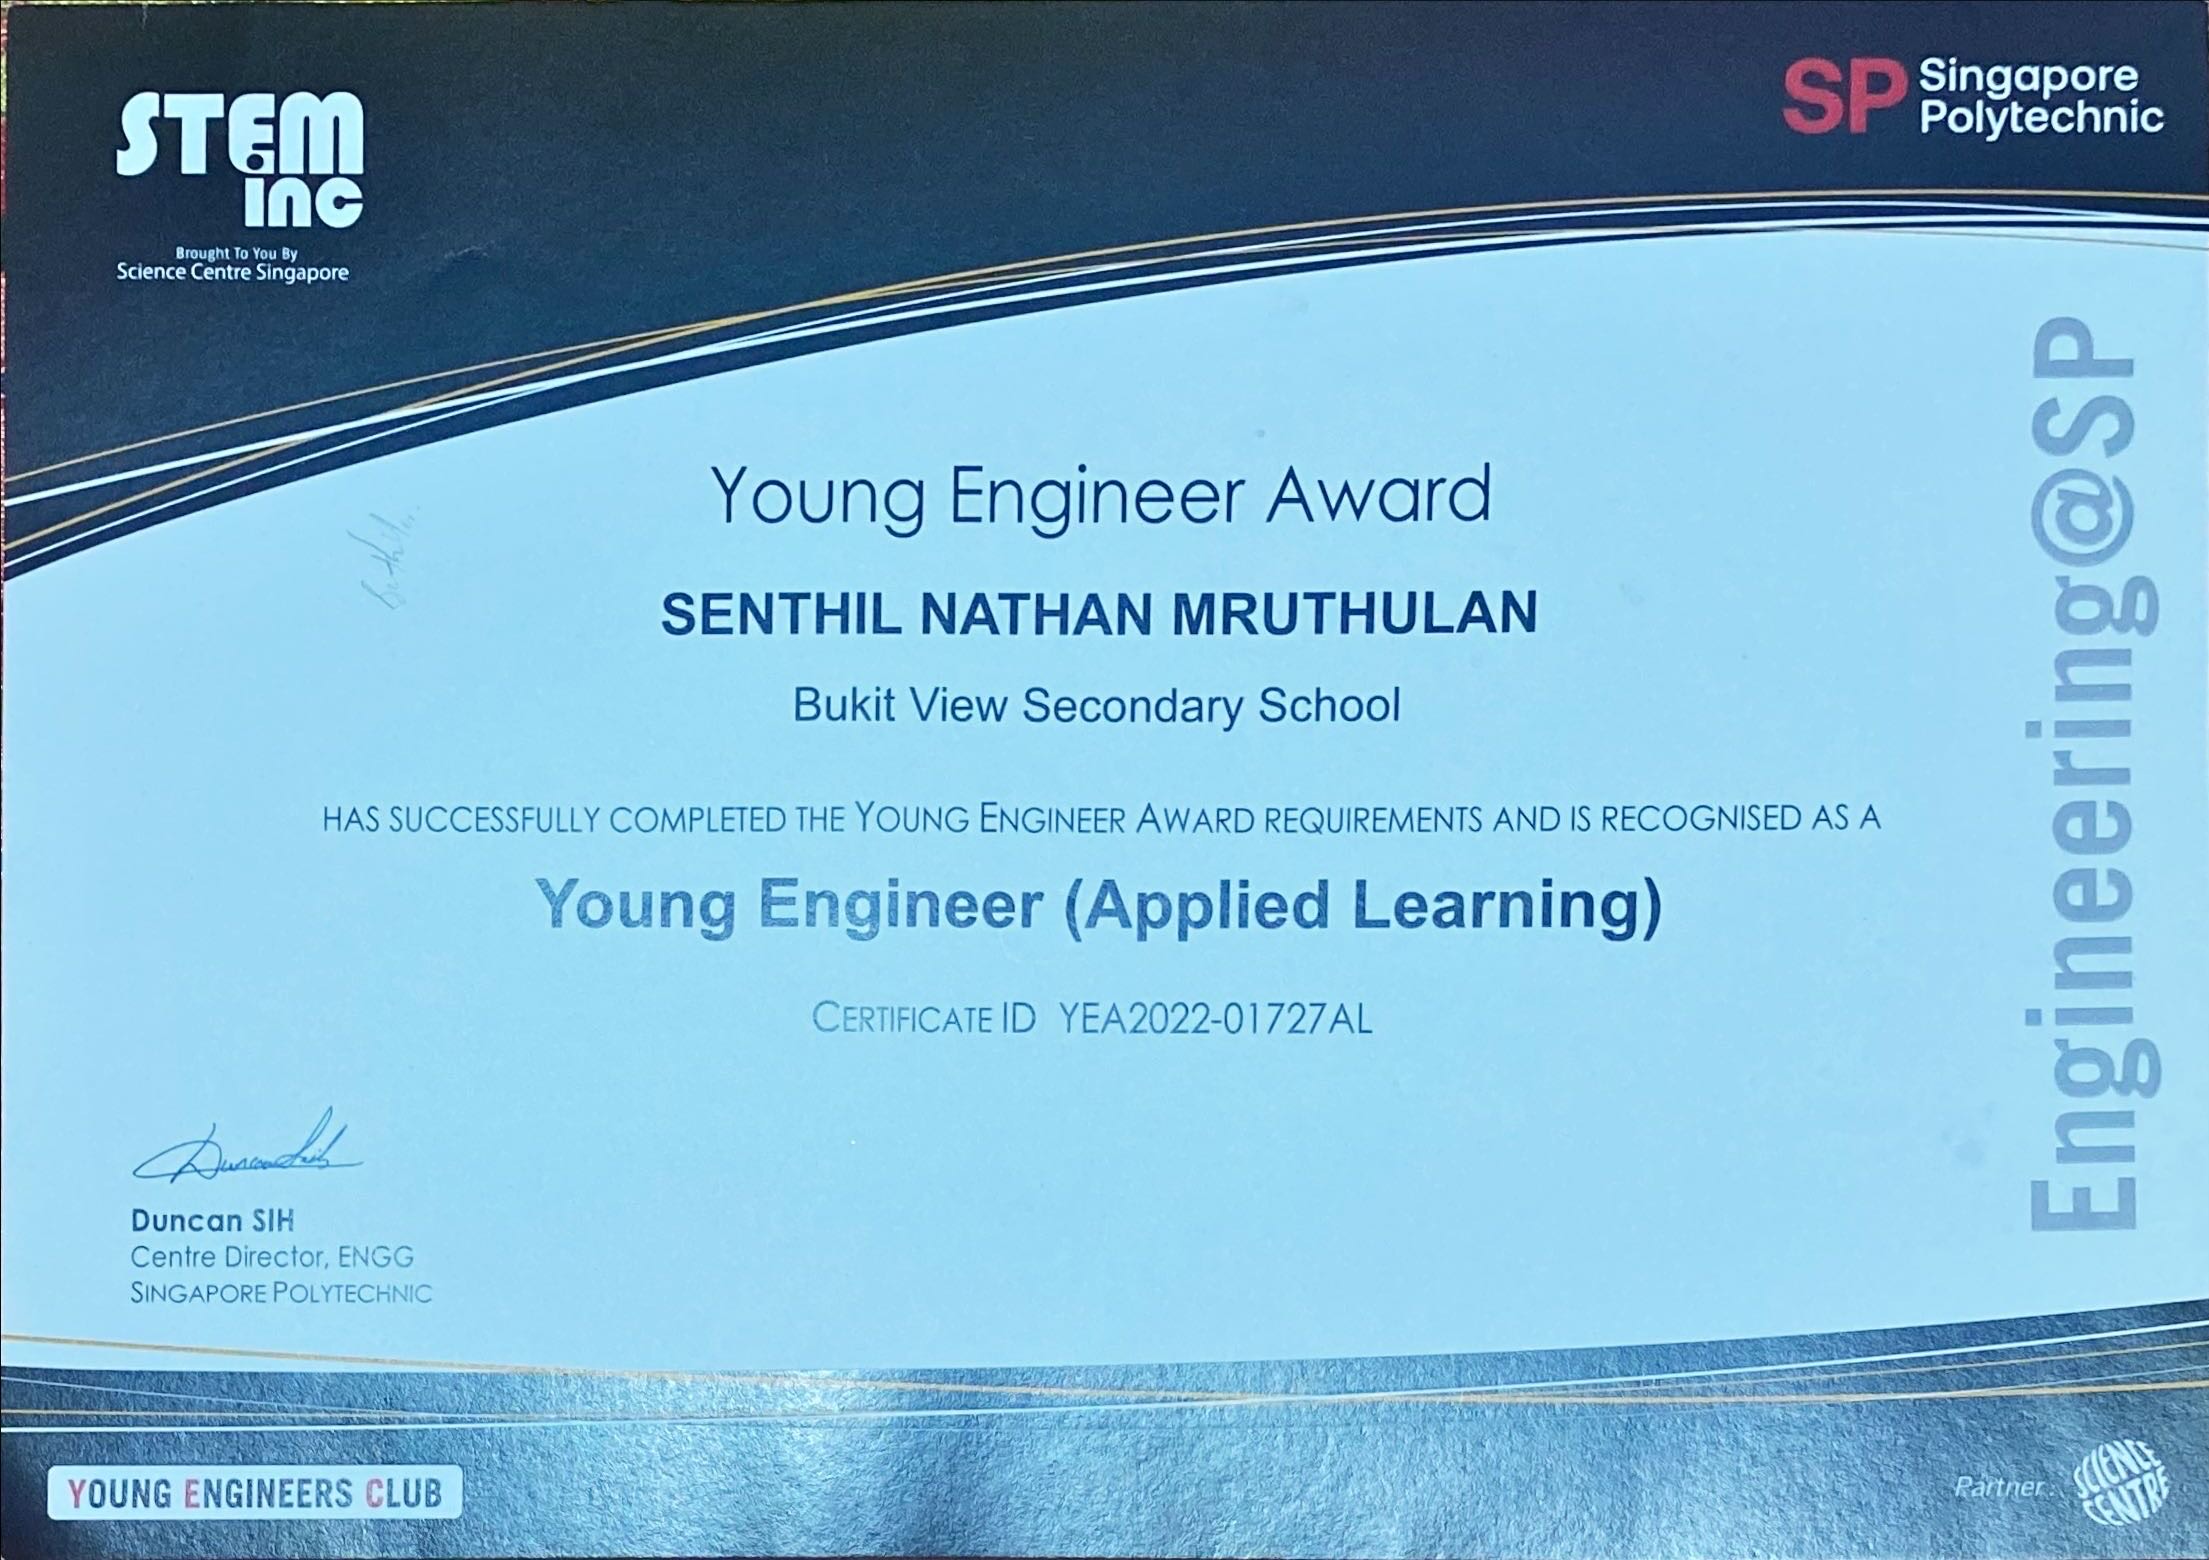 STEM
inc
Brought To You By
Science Centre Singapore
SP Singapore
Polytechnic
Young Engineer Award
SENTHIL NATHAN MRUTHULAN
Bukit View Secondary School
HAS SUCCESSFULLY COMPLETED THE YOUNG ENGINEER AWARD REQUIREMENTS AND IS RECOGNISED AS A
Young Engineer (Applied Learning)
CERTIFICATE ID YEA2022-01727AL
Engineering@SP
Duncan SIH
Centre Director, ENGG
SINGAPORE POLYTECHNIC
YOUNG ENGINEERS CLUB
Partner:
SCIENCE
CENTRE